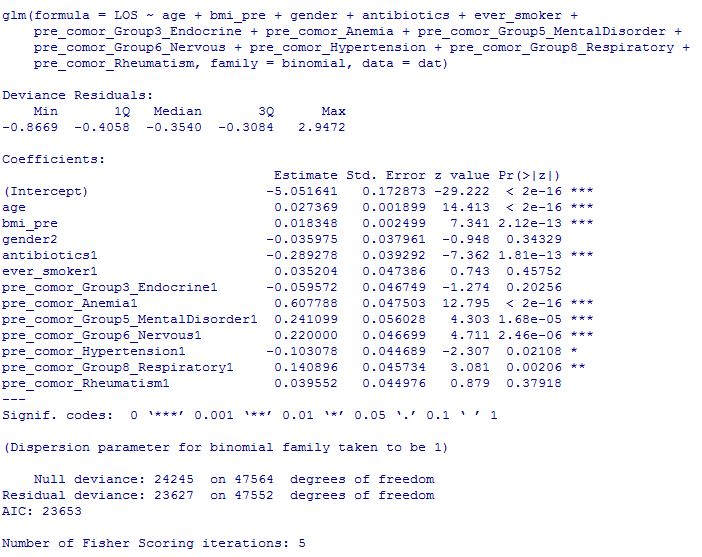 glm(formula = LOS ~ age + bmi_pre + gender + antibiotics + ever_smoker +
    pre_comor_Group3_Endocrine + pre_comor_Anemia + pre_comor_Group5_MentalDisorder +
    pre_comor_Group6_Nervous + pre_comor_Hypertension + pre_comor_Group8_Respiratory +
    pre_comor_Rheumatism, family = binomial, data = dat)
Deviance Residuals:
    Min       1Q   Median       3Q      Max
-0.8669  -0.4058  -0.3540  -0.3084   2.9472
Coefficients:
                                  Estimate Std. Error z value Pr(>|z|)
(Intercept)                      -5.051641   0.172873 -29.222  < 2e-16 ***
age                               0.027369   0.001899  14.413  < 2e-16 ***
bmi_pre                           0.018348   0.002499   7.341 2.12e-13 ***
gender2                          -0.035975   0.037961  -0.948  0.34329
antibiotics1                     -0.289278   0.039292  -7.362 1.81e-13 ***
ever_smoker1                      0.035204   0.047386   0.743  0.45752
pre_comor_Group3_Endocrine1      -0.059572   0.046749  -1.274  0.20256
pre_comor_Anemia1                 0.607788   0.047503  12.795  < 2e-16 ***
pre_comor_Group5_MentalDisorder1  0.241099   0.056028   4.303 1.68e-05 ***
pre_comor_Group6_Nervous1         0.220000   0.046699   4.711 2.46e-06 ***
pre_comor_Hypertension1          -0.103078   0.044689  -2.307  0.02108 *
pre_comor_Group8_Respiratory1     0.140896   0.045734   3.081  0.00206 **
pre_comor_Rheumatism1             0.039552   0.044976   0.879  0.37918
---
Signif. codes:  0 ‘***’ 0.001 ‘**’ 0.01 ‘*’ 0.05 ‘.’ 0.1 ‘ ’ 1
(Dispersion parameter for binomial family taken to be 1)
    Null deviance: 24245  on 47564  degrees of freedom
Residual deviance: 23627  on 47552  degrees of freedom
AIC: 23653
Number of Fisher Scoring iterations: 5